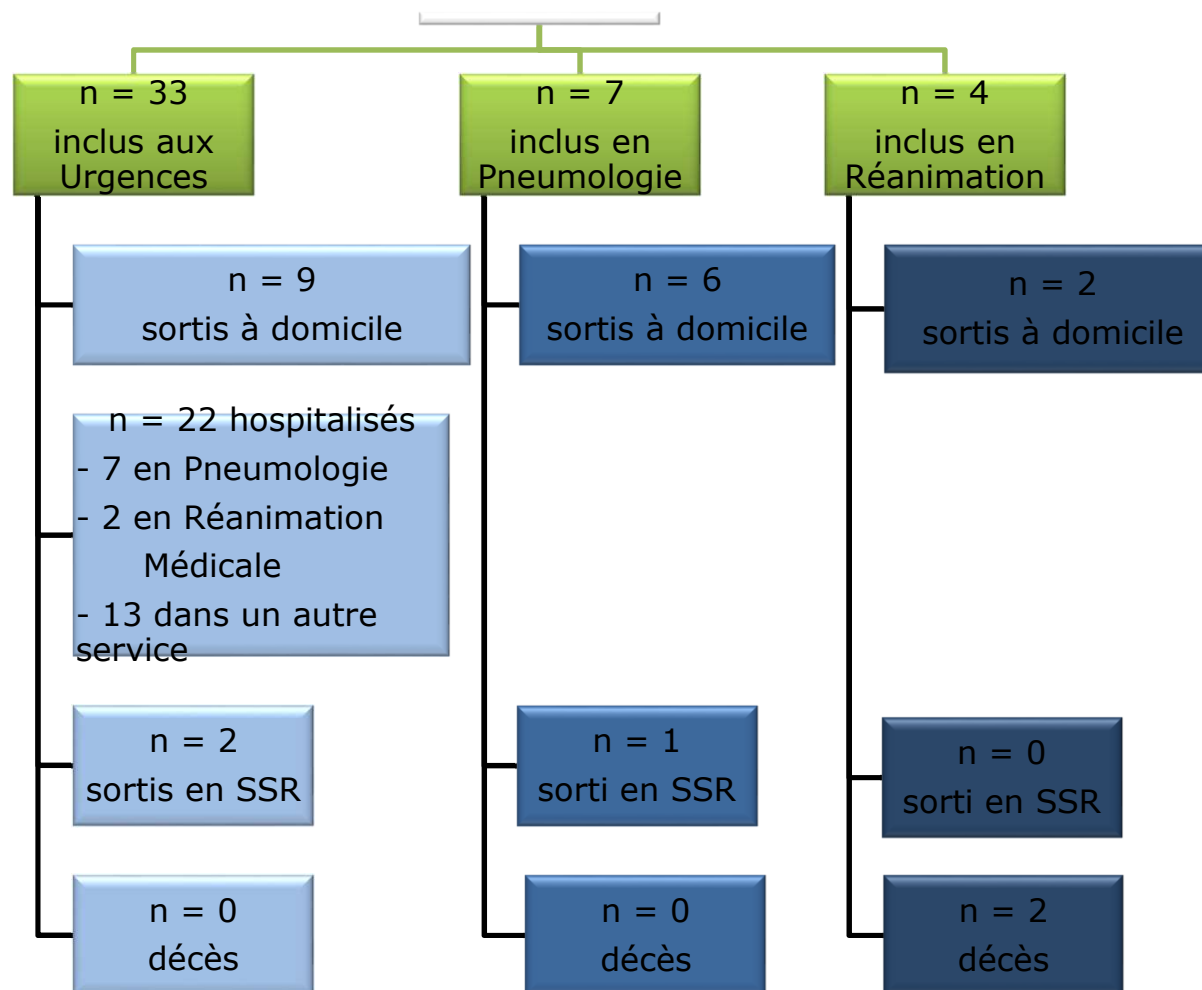 n = 33
inclus aux
Urgences
n = 7
inclus en
Pneumologie
n = 4
inclus en
Réanimation
n = 9
sortis à domicile
n = 6
sortis à domicile
n = 2
sortis à domicile
n = 22 hospitalisés
- 7 en Pneumologie
- 2 en Réanimation
Médicale
- 13 dans un autre
service
n = 2
sortis en SSR
n = 1
sorti en SSR
n = 0
sorti en SSR
n = 0
décès
n = 0
décès
n = 2
décès